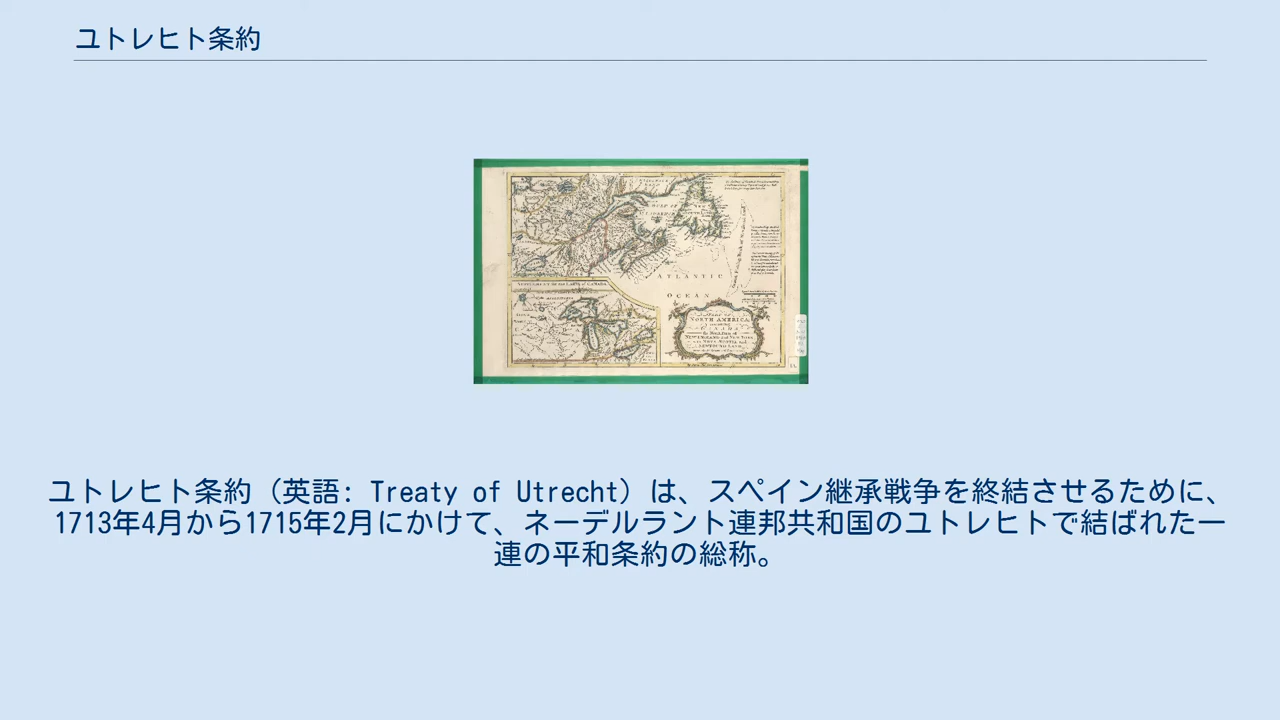 ユトレヒト条約
ATLANTIC
OCEAN
NORTH AMERICA
ユトレヒト条約（英語: Treaty of Utrecht）は、スペイン継承戦争を終結させるために、
1713年4月から1715年2月にかけて、ネーデルラント連邦共和国のユトレヒトで結ばれた一
連の平和条約の総称。